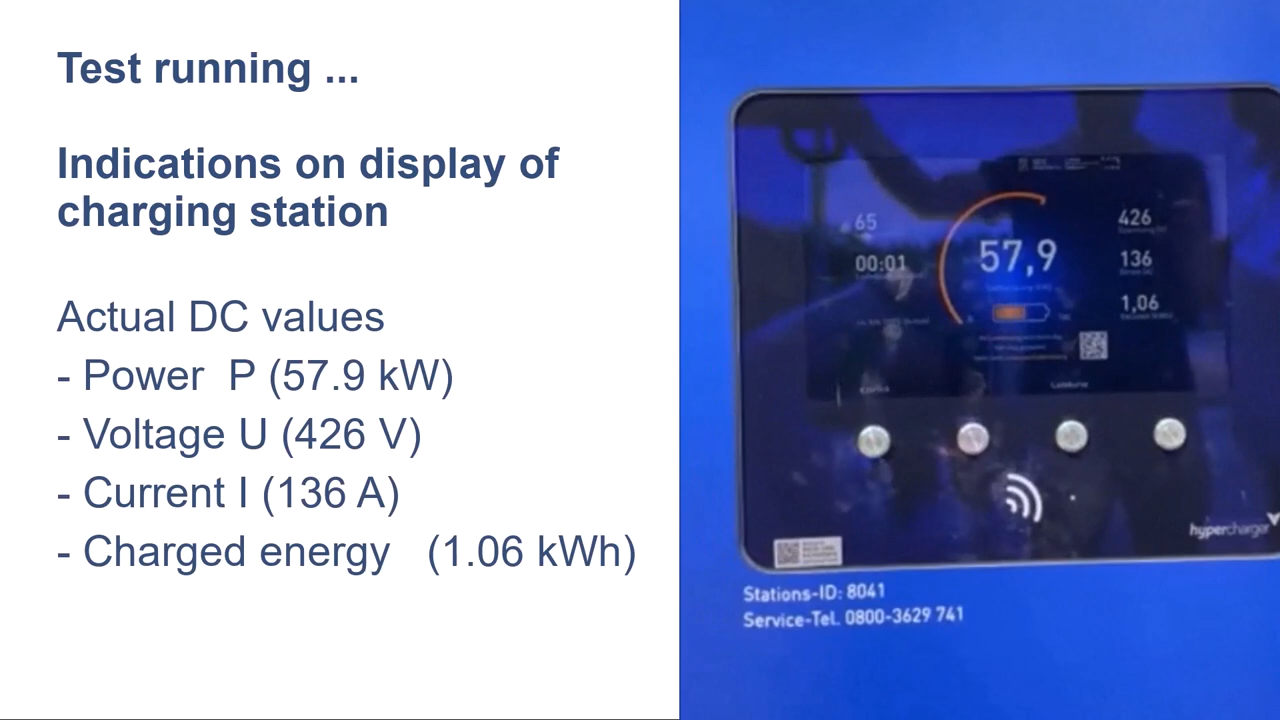 Test running ...
Indications on display of
charging station
Actual DC values
- Power P (57.9 kW)
- Voltage U (426 V)
- Current I (136 A)
- Charged energy (1.06 kWh)
65
00:01
57,9
426
136
1,06
hypercharger
Stations-ID: 8041
Service-Tel. 0800-3629 741